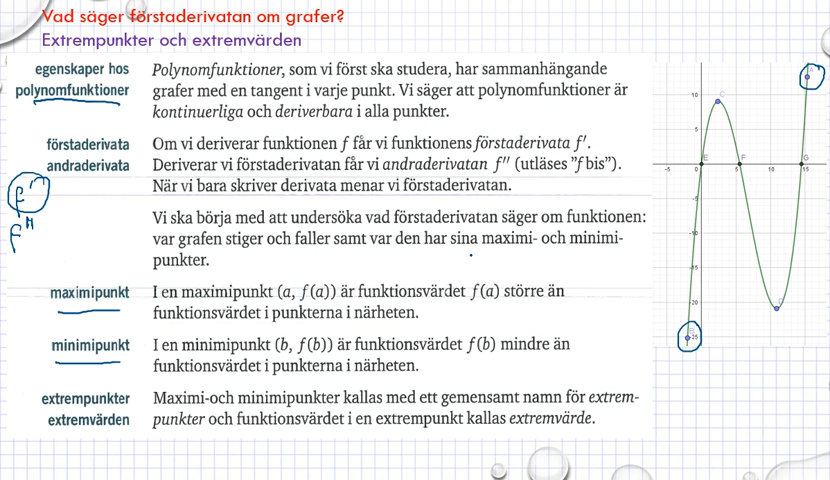 Vad säger förstaderivatan om grafer?
Extrempunkter och extremvärden
egenskaper hos
polynomfunktioner
Polynomfunktioner, som vi först ska studera, har sammanhängande
grafer med en tangent i varje punkt. Vi säger att polynomfunktioner är
kontinuerliga och deriverbara i alla punkter.
förstaderivata
andraderivata
Om vi deriverar funktionen f får vi funktionens förstaderivata f′.
Deriverar vi förstaderivatan får vi andraderivatan f″ (utläses ”f bis”).
När vi bara skriver derivata menar vi förstaderivatan.
Vi ska börja med att undersöka vad förstaderivatan säger om funktionen:
var grafen stiger och faller samt var den har sina maximi- och minimi-
punkter.
maximipunkt
I en maximipunkt (a, f(a)) är funktionsvärdet f(a) större än
funktionsvärdet i punkterna i närheten.
minimipunkt
I en minimipunkt (b, f(b)) är funktionsvärdet f(b) mindre än
funktionsvärdet i punkterna i närheten.
extrempunkter
extremvärden
Maximi-och minimipunkter kallas med ett gemensamt namn för extrem-
punkter och funktionsvärdet i en extrempunkt kallas extremvärde.
C
10
5
E F G
-5 0 5 10 15
-5
-10
-15
-20
-25